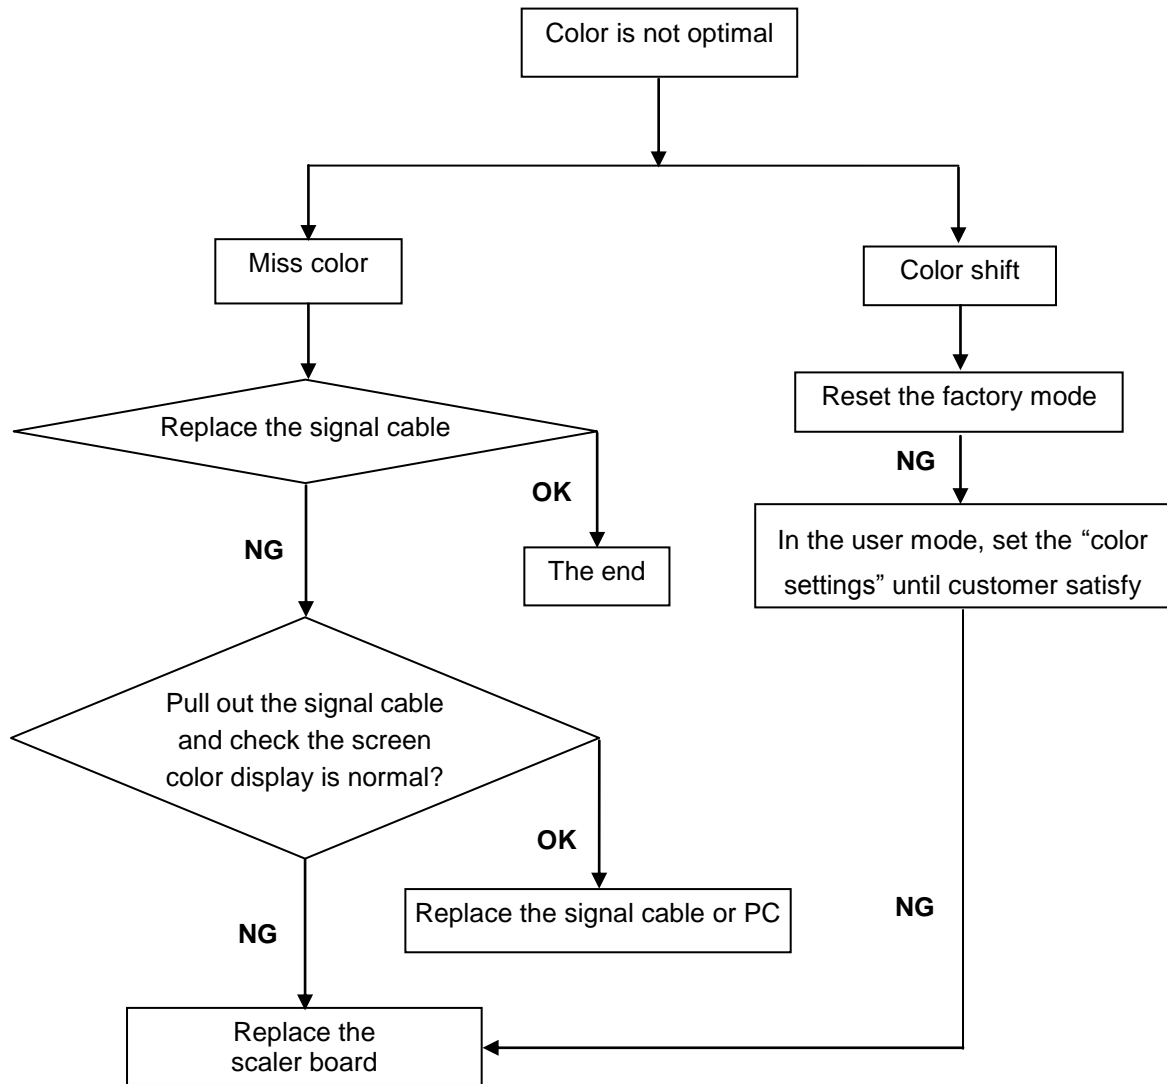 Color is not optimal
Miss color
Color shift
Replace the signal cable
Reset the factory mode
NG
OK
NG
In the user mode, set the “color
settings” until customer satisfy
The end
Pull out the signal cable
and check the screen
color display is normal?
OK
Replace the signal cable or PC
NG
NG
Replace the
scaler board